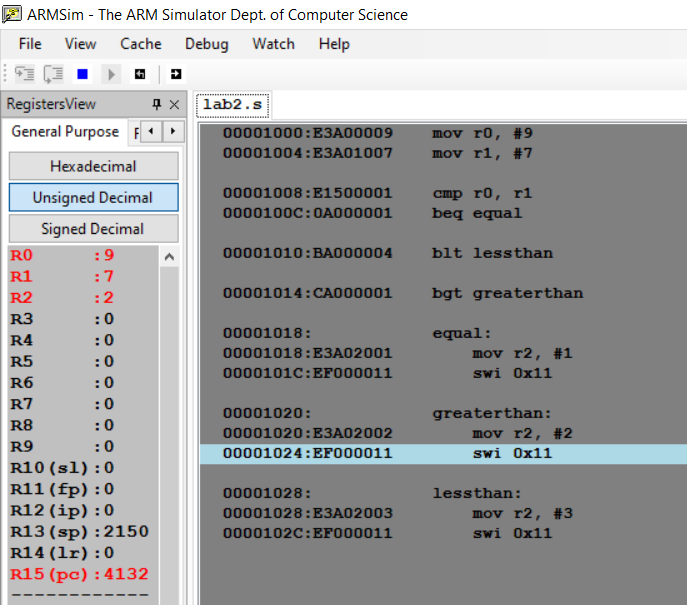 ARMSim - The ARM Simulator Dept. of Computer Science
File View Cache Debug Watch Help
RegistersView
General Purpose
Hexadecimal
Unsigned Decimal
Signed Decimal
R0 :9
R1 :7
R2 :2
R3 :0
R4 :0
R5 :0
R6 :0
R7 :0
R8 :0
R9 :0
R10(sl):0
R11(fp):0
R12(ip):0
R13(sp):2150
R14(lr):0
R15(pc):4132
------------
lab2.s
00001000:E3A00009 mov r0, #9
00001004:E3A01007 mov r1, #7
00001008:E1500001 cmp r0, r1
0000100C:0A000001 beq equal
00001010:BA000004 blt lessthan
00001014:CA000001 bgt greaterthan
00001018: equal:
00001018:E3A02001 mov r2, #1
0000101C:EF000011 swi 0x11
00001020: greaterthan:
00001020:E3A02002 mov r2, #2
00001024:EF000011 swi 0x11
00001028: lessthan:
00001028:E3A02003 mov r2, #3
0000102C:EF000011 swi 0x11